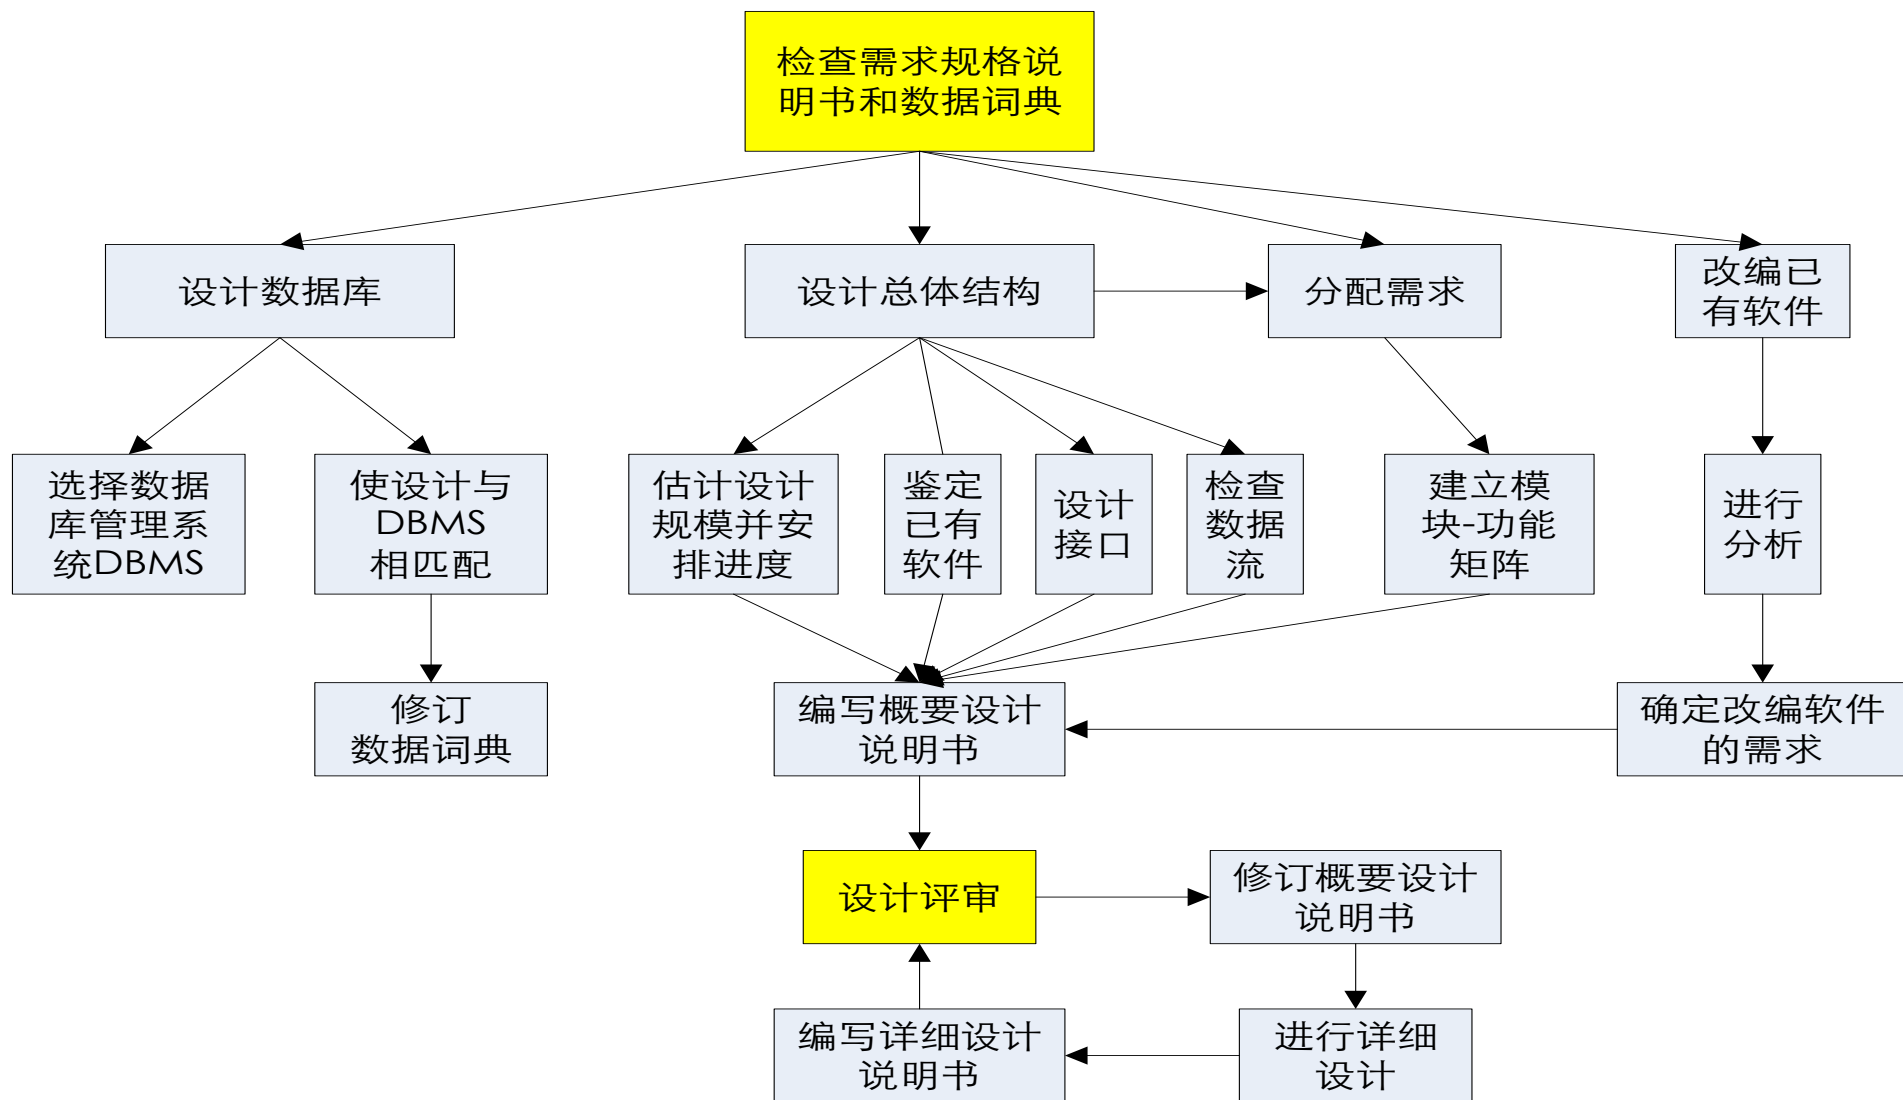 检查需求规格说
明书和数据词典
设计数据库
设计总体结构
分配需求
改编已
有软件
选择数据
库管理系
统DBMS
使设计与
DBMS
相匹配
估计设计
规模并安
排进度
鉴定
已有
软件
设计
接口
检查
数据
流
建立模
块-功能
矩阵
进行
分析
修订
数据词典
编写概要设计
说明书
确定改编软件
的需求
设计评审
修订概要设计
说明书
编写详细设计
说明书
进行详细
设计